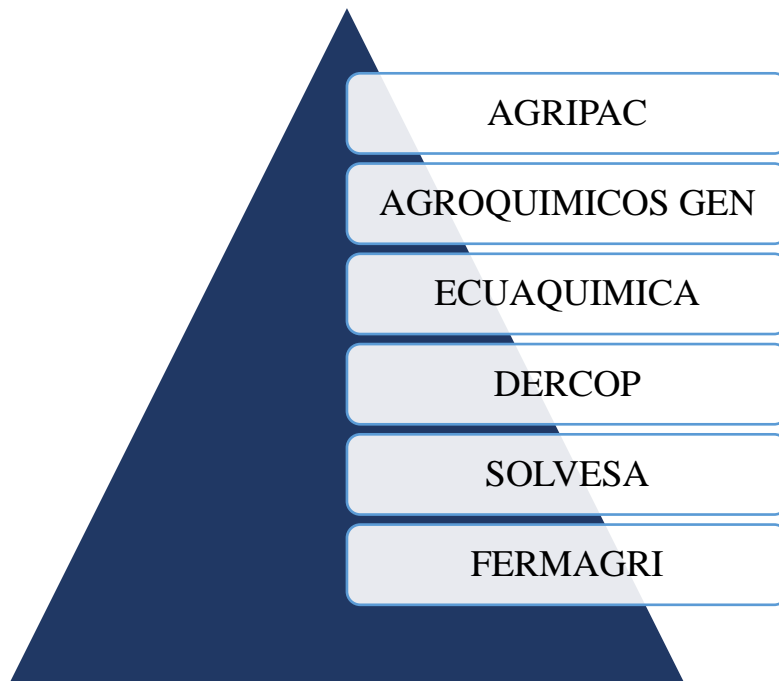 AGRIPAC
AGROQUIMICOS GEN
ECUAQUIMICA
DERCOP
SOLVESA
FERMAGRI